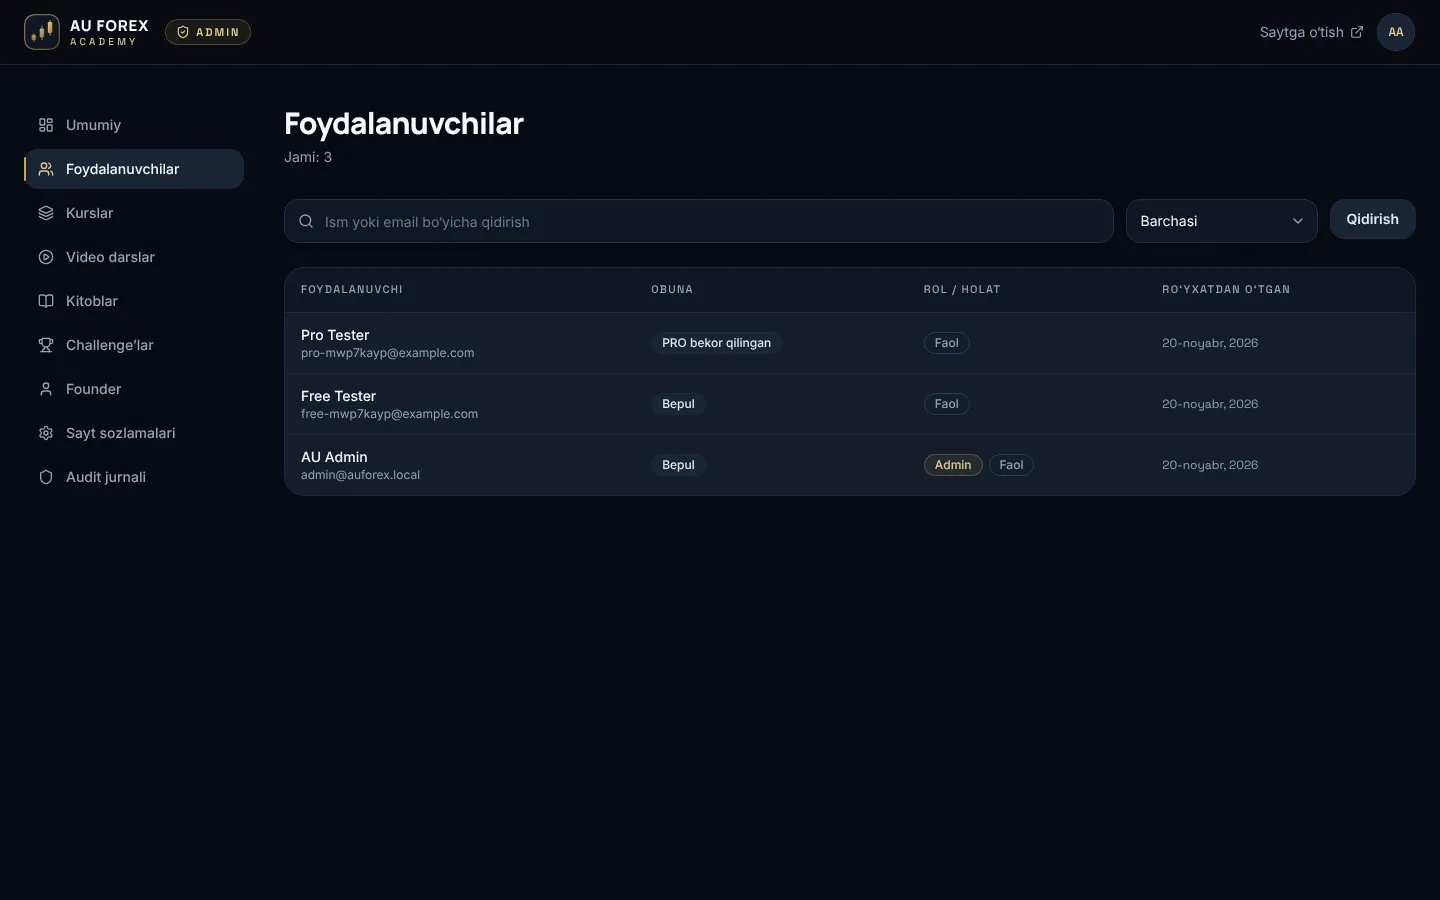 AU FOREX
ACADEMY
ADMIN
Saytga o‘tish
AA
Umumiy
Foydalanuvchilar
Kurslar
Video darslar
Kitoblar
Challenge’lar
Founder
Sayt sozlamalari
Audit jurnali
Foydalanuvchilar
Jami: 3
Ism yoki email bo‘yicha qidirish
Barchasi
Qidirish
FOYDALANUVCHI OBUNA ROL / HOLAT RO‘YXATDAN O‘TGAN
Pro Tester
pro-mwp7kayp@example.com
PRO bekor qilingan Faol 20-noyabr, 2026
Free Tester
free-mwp7kayp@example.com
Bepul Faol 20-noyabr, 2026
AU Admin
admin@auforex.local
Bepul Admin Faol 20-noyabr, 2026